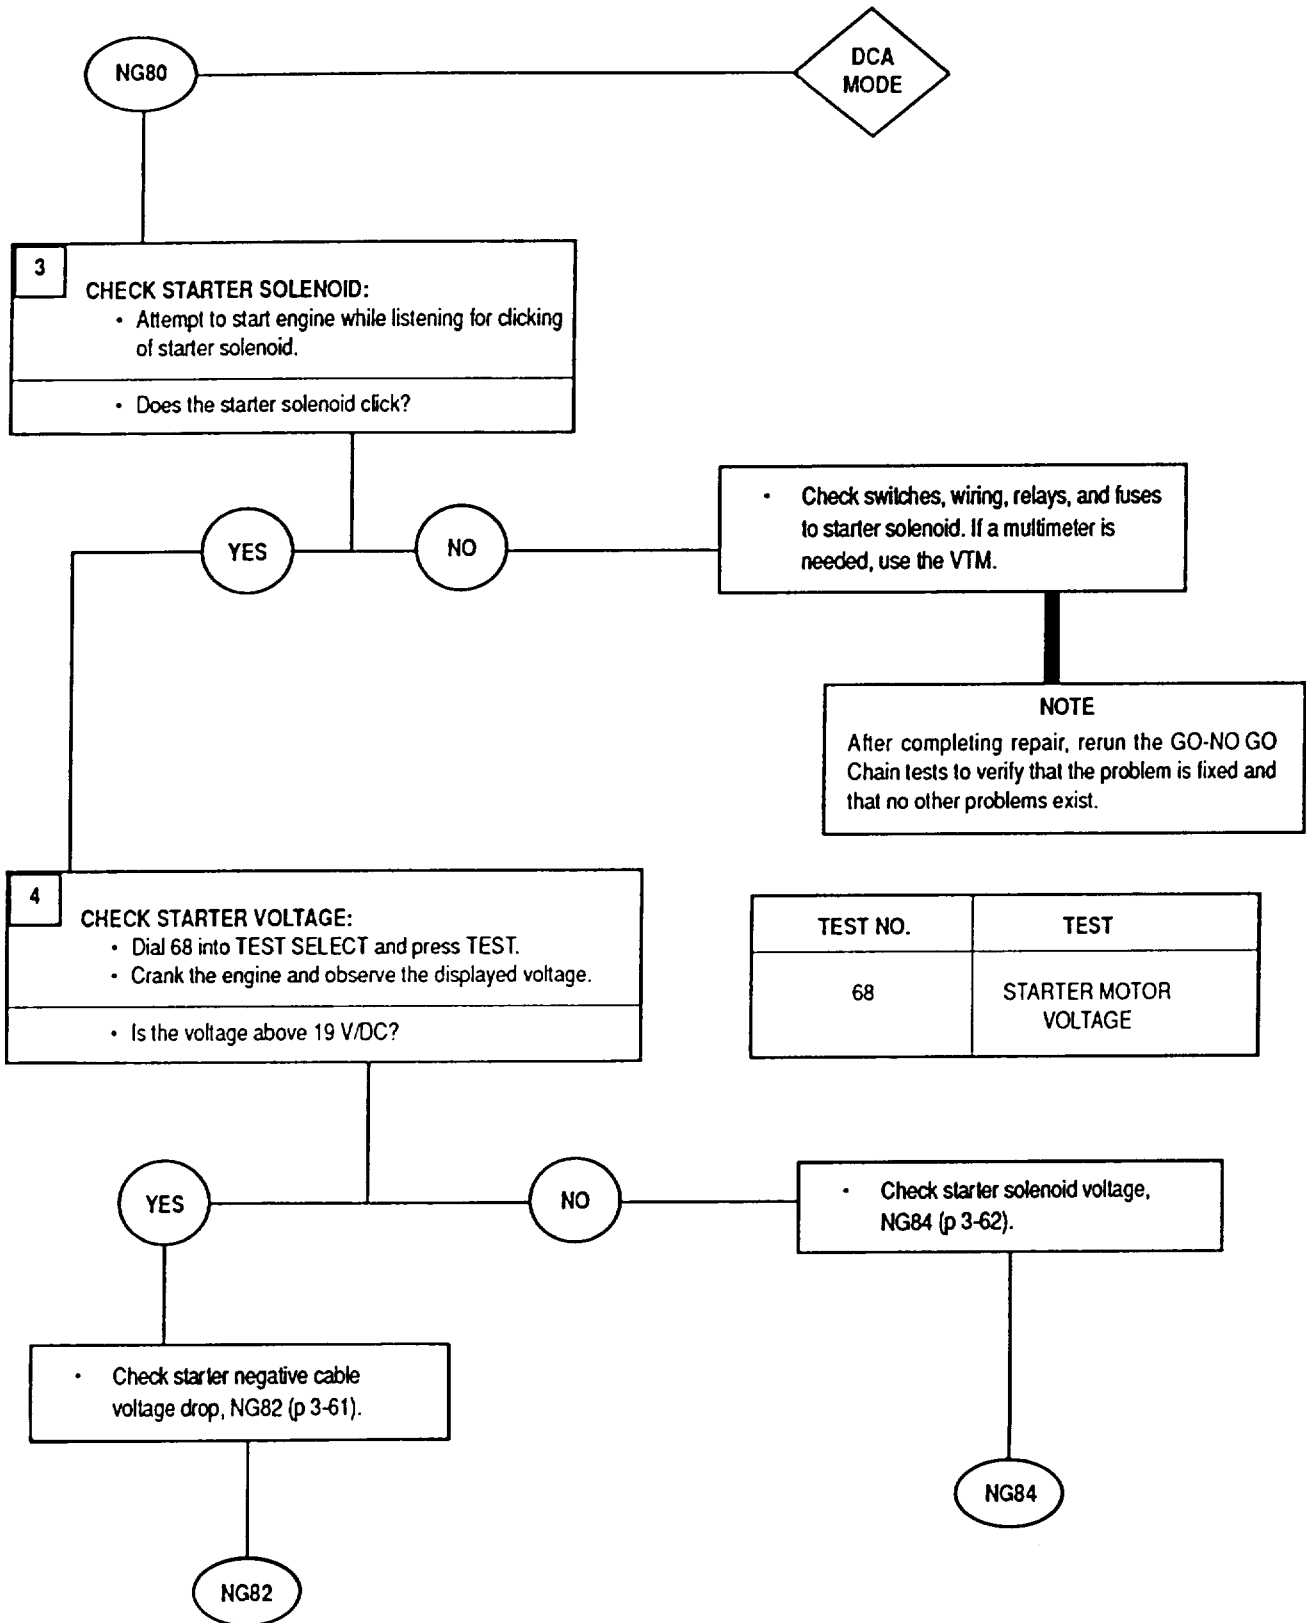 NG80
DCA
MODE
3
CHECK STARTER SOLENOID:
• Attempt to start engine while listening for clicking
of starter solenoid.
• Does the starter solenoid click?
YES
NO
• Check switches, wiring, relays, and fuses
to starter solenoid. If a multimeter is
needed, use the VTM.
NOTE
After completing repair, rerun the GO-NO GO
Chain tests to verify that the problem is fixed and
that no other problems exist.
4
CHECK STARTER VOLTAGE:
• Dial 68 into TEST SELECT and press TEST.
• Crank the engine and observe the displayed voltage.
• Is the voltage above 19 V/DC?
TEST NO. TEST
68 STARTER MOTOR
VOLTAGE
YES
NO
• Check starter solenoid voltage,
NG84 (p 3-62).
• Check starter negative cable
voltage drop, NG82 (p 3-61).
NG84
NG82